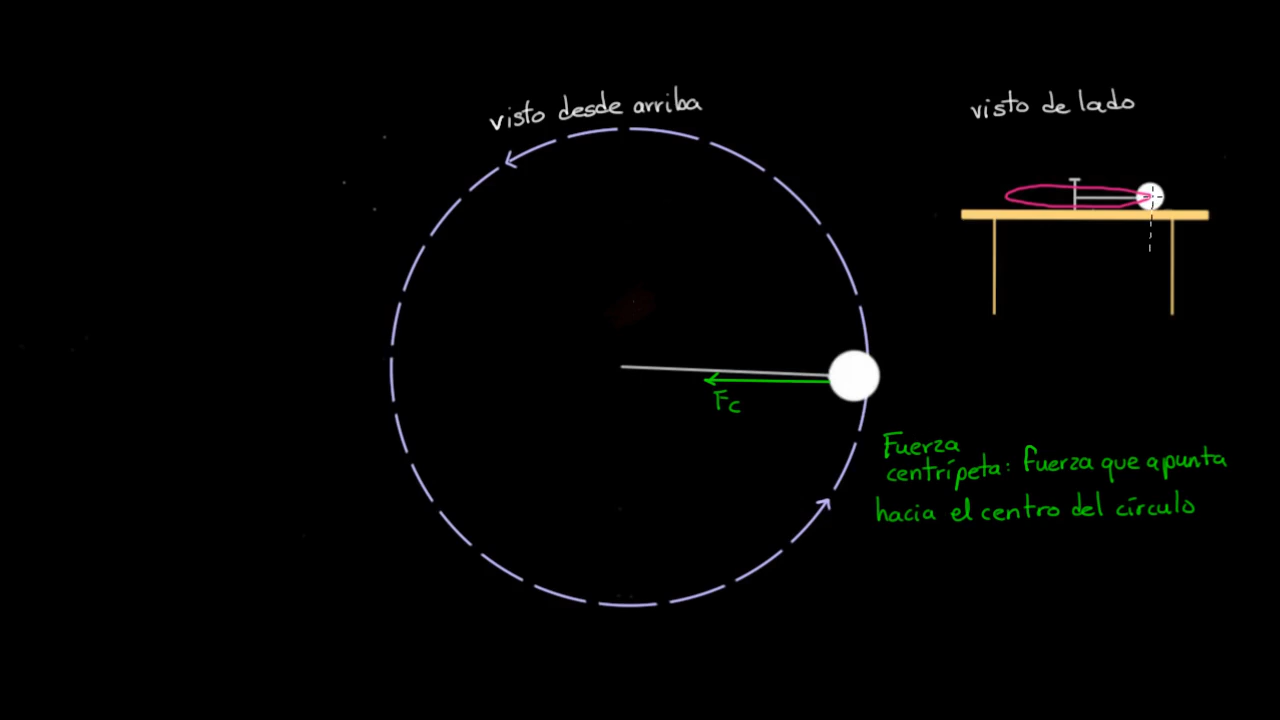 visto desde arriba
visto de lado
Fc
Fuerza
centrípeta: fuerza que apunta
hacia el centro del círculo